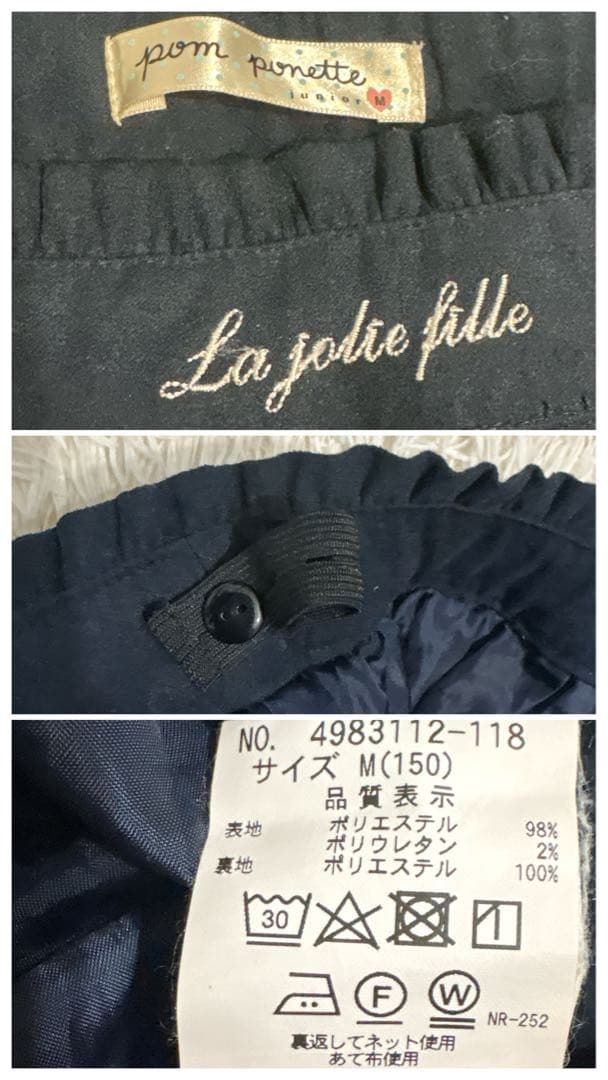 pom ponette
junior M
La jolie fille
NO. 4983112-118
サイズ M(150)
品質表示
表地 ポリエステル 98%
ポリウレタン 2%
裏地 ポリエステル 100%
30
F W NR-252
裏返してネット使用
あて布使用